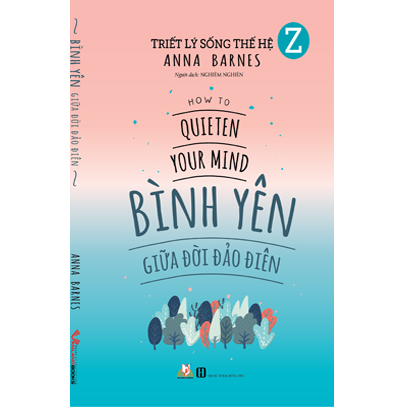 TRIẾT LÝ SỐNG THẾ HỆ Z
ANNA BARNES
Người dịch: NGHIÊM NGHIÊN
HOW TO
QUIETEN
YOUR MIND
BÌNH YÊN
GIỮA ĐỜI ĐẢO ĐIÊN
BÌNH YÊN GIỮA ĐỜI ĐẢO ĐIÊN
ANNA BARNES